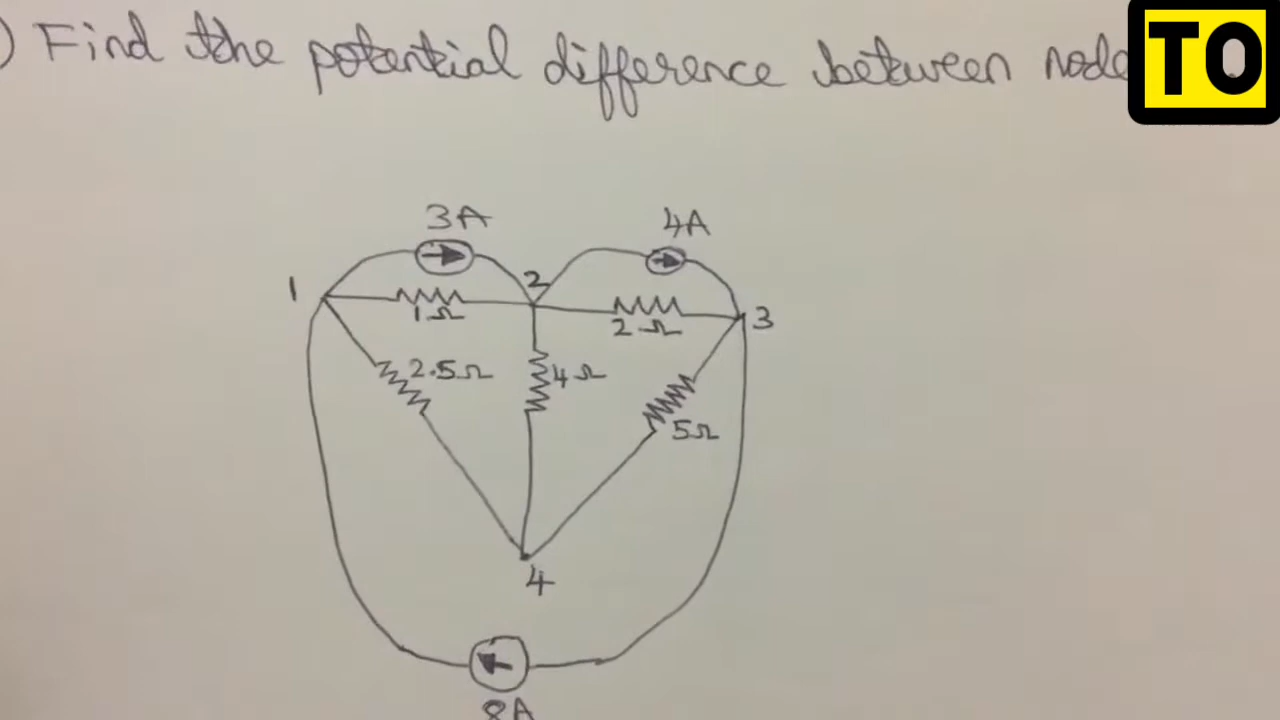 ) Find the potential difference between node
TO
3A
4A
1
2
1Ω
2Ω
3
2.5Ω
4Ω
5Ω
4
8A